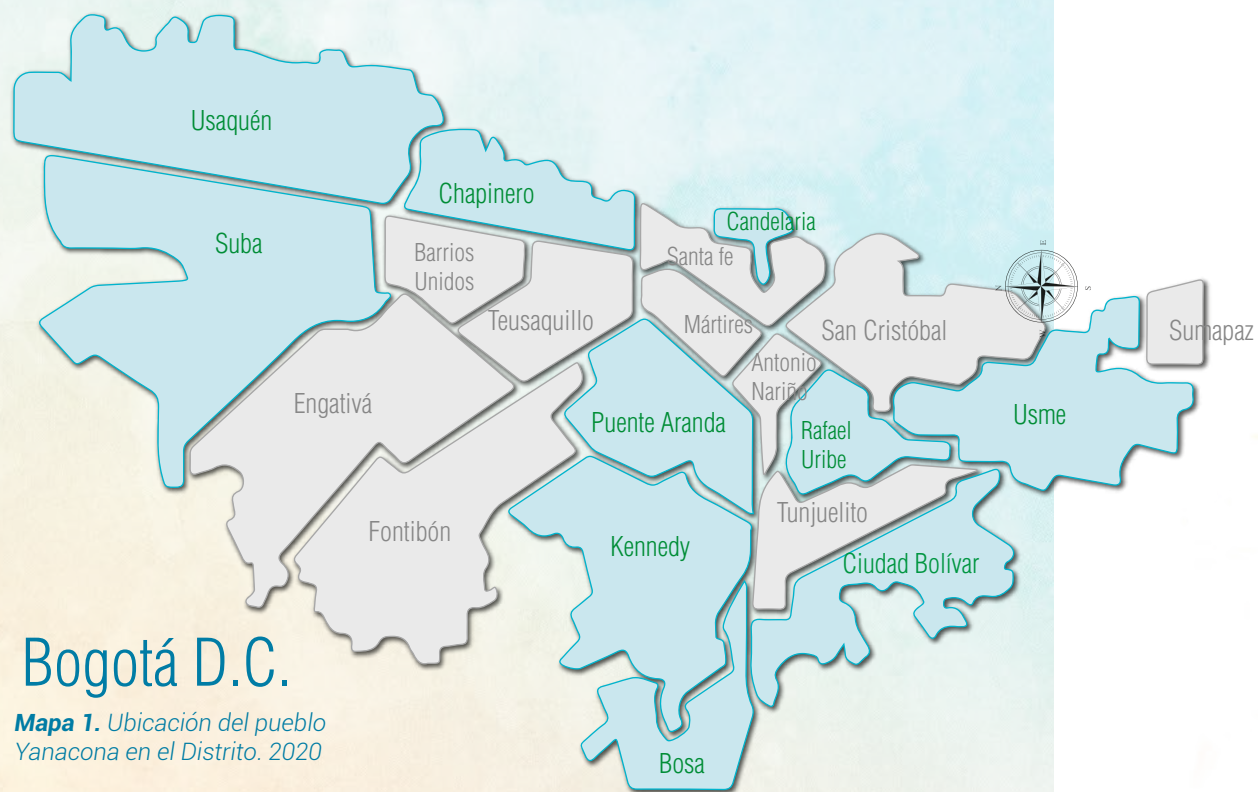 Usaquén
Chapinero
Candelaria
Suba
Barrios
Unidos
Santa fe
Teusaquillo
Mártires
San Cristóbal
Sumapaz
E
N
S
W
Antonio
Nariño
Engativá
Puente Aranda
Rafael
Uribe
Usme
Tunjuelito
Fontibón
Kennedy
Ciudad Bolívar
Bosa
Bogotá D.C.
Mapa 1. Ubicación del pueblo
Yanacona en el Distrito. 2020